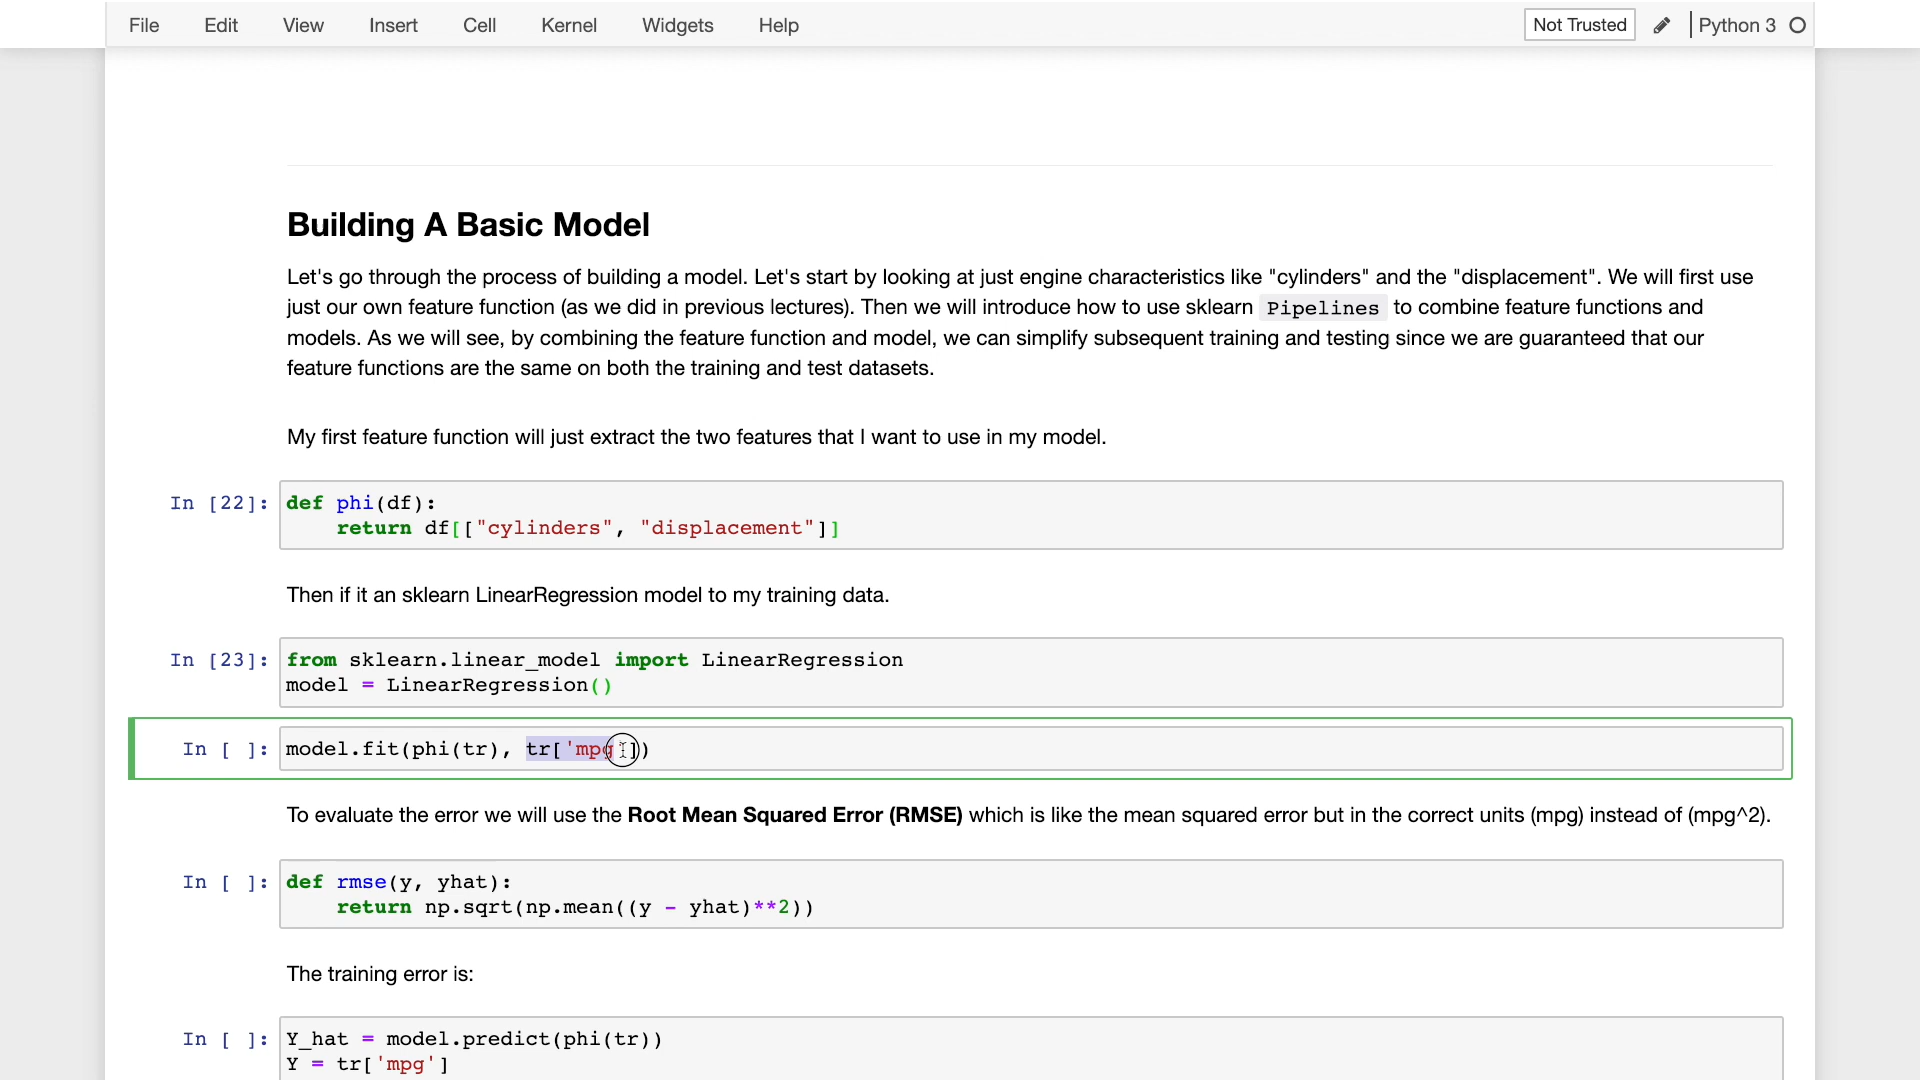 File Edit View Insert Cell Kernel Widgets Help Not Trusted Python 3
Building A Basic Model
Let's go through the process of building a model. Let's start by looking at just engine characteristics like "cylinders" and the "displacement". We will first use
just our own feature function (as we did in previous lectures). Then we will introduce how to use sklearn Pipelines to combine feature functions and
models. As we will see, by combining the feature function and model, we can simplify subsequent training and testing since we are guaranteed that our
feature functions are the same on both the training and test datasets.
My first feature function will just extract the two features that I want to use in my model.
In [22]: def phi(df):
    return df[["cylinders", "displacement"]]
Then if it an sklearn LinearRegression model to my training data.
In [23]: from sklearn.linear_model import LinearRegression
model = LinearRegression()
In [ ]: model.fit(phi(tr), tr['mpg'])
To evaluate the error we will use the Root Mean Squared Error (RMSE) which is like the mean squared error but in the correct units (mpg) instead of (mpg^2).
In [ ]: def rmse(y, yhat):
    return np.sqrt(np.mean((y - yhat)**2))
The training error is:
In [ ]: Y_hat = model.predict(phi(tr))
Y = tr['mpg']